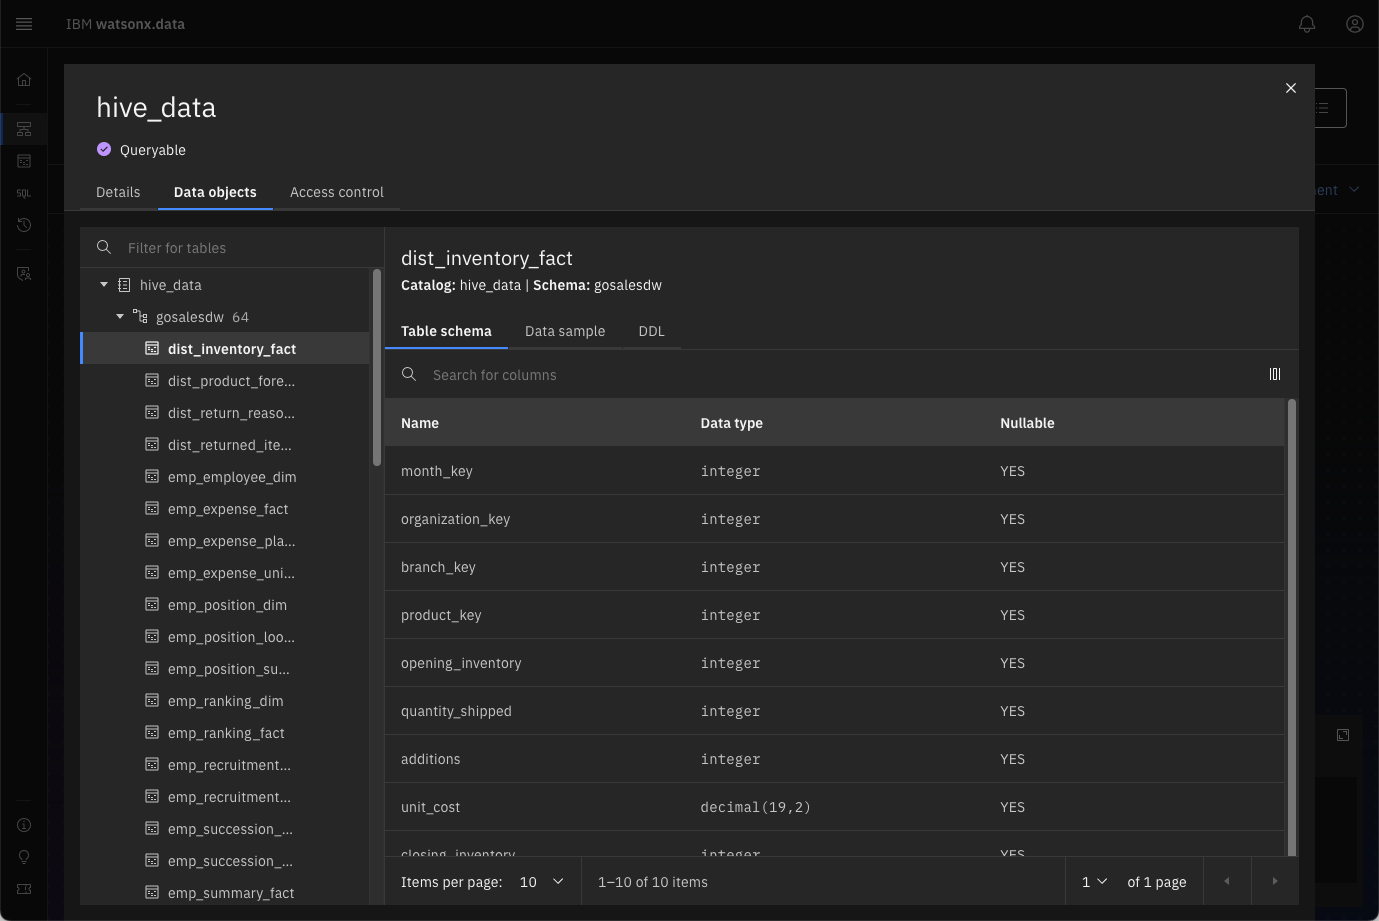 IBM watsonx.data
hive_data
Queryable
Details Data objects Access control
ent
SQL
Filter for tables
hive_data
gosalesdw 64
dist_inventory_fact
dist_product_fore...
dist_return_reaso...
dist_returned_ite...
emp_employee_dim
emp_expense_fact
emp_expense_pla...
emp_expense_uni...
emp_position_dim
emp_position_loo...
emp_position_su...
emp_ranking_dim
emp_ranking_fact
emp_recruitment...
emp_recruitment...
emp_succession_...
emp_succession_...
emp_summary_fact
dist_inventory_fact
Catalog: hive_data | Schema: gosalesdw
Table schema Data sample DDL
Search for columns
Name Data type Nullable
month_key integer YES
organization_key integer YES
branch_key integer YES
product_key integer YES
opening_inventory integer YES
quantity_shipped integer YES
additions integer YES
unit_cost decimal(19,2) YES
closing_inventory integer YES
Items per page: 10 1–10 of 10 items 1 of 1 page